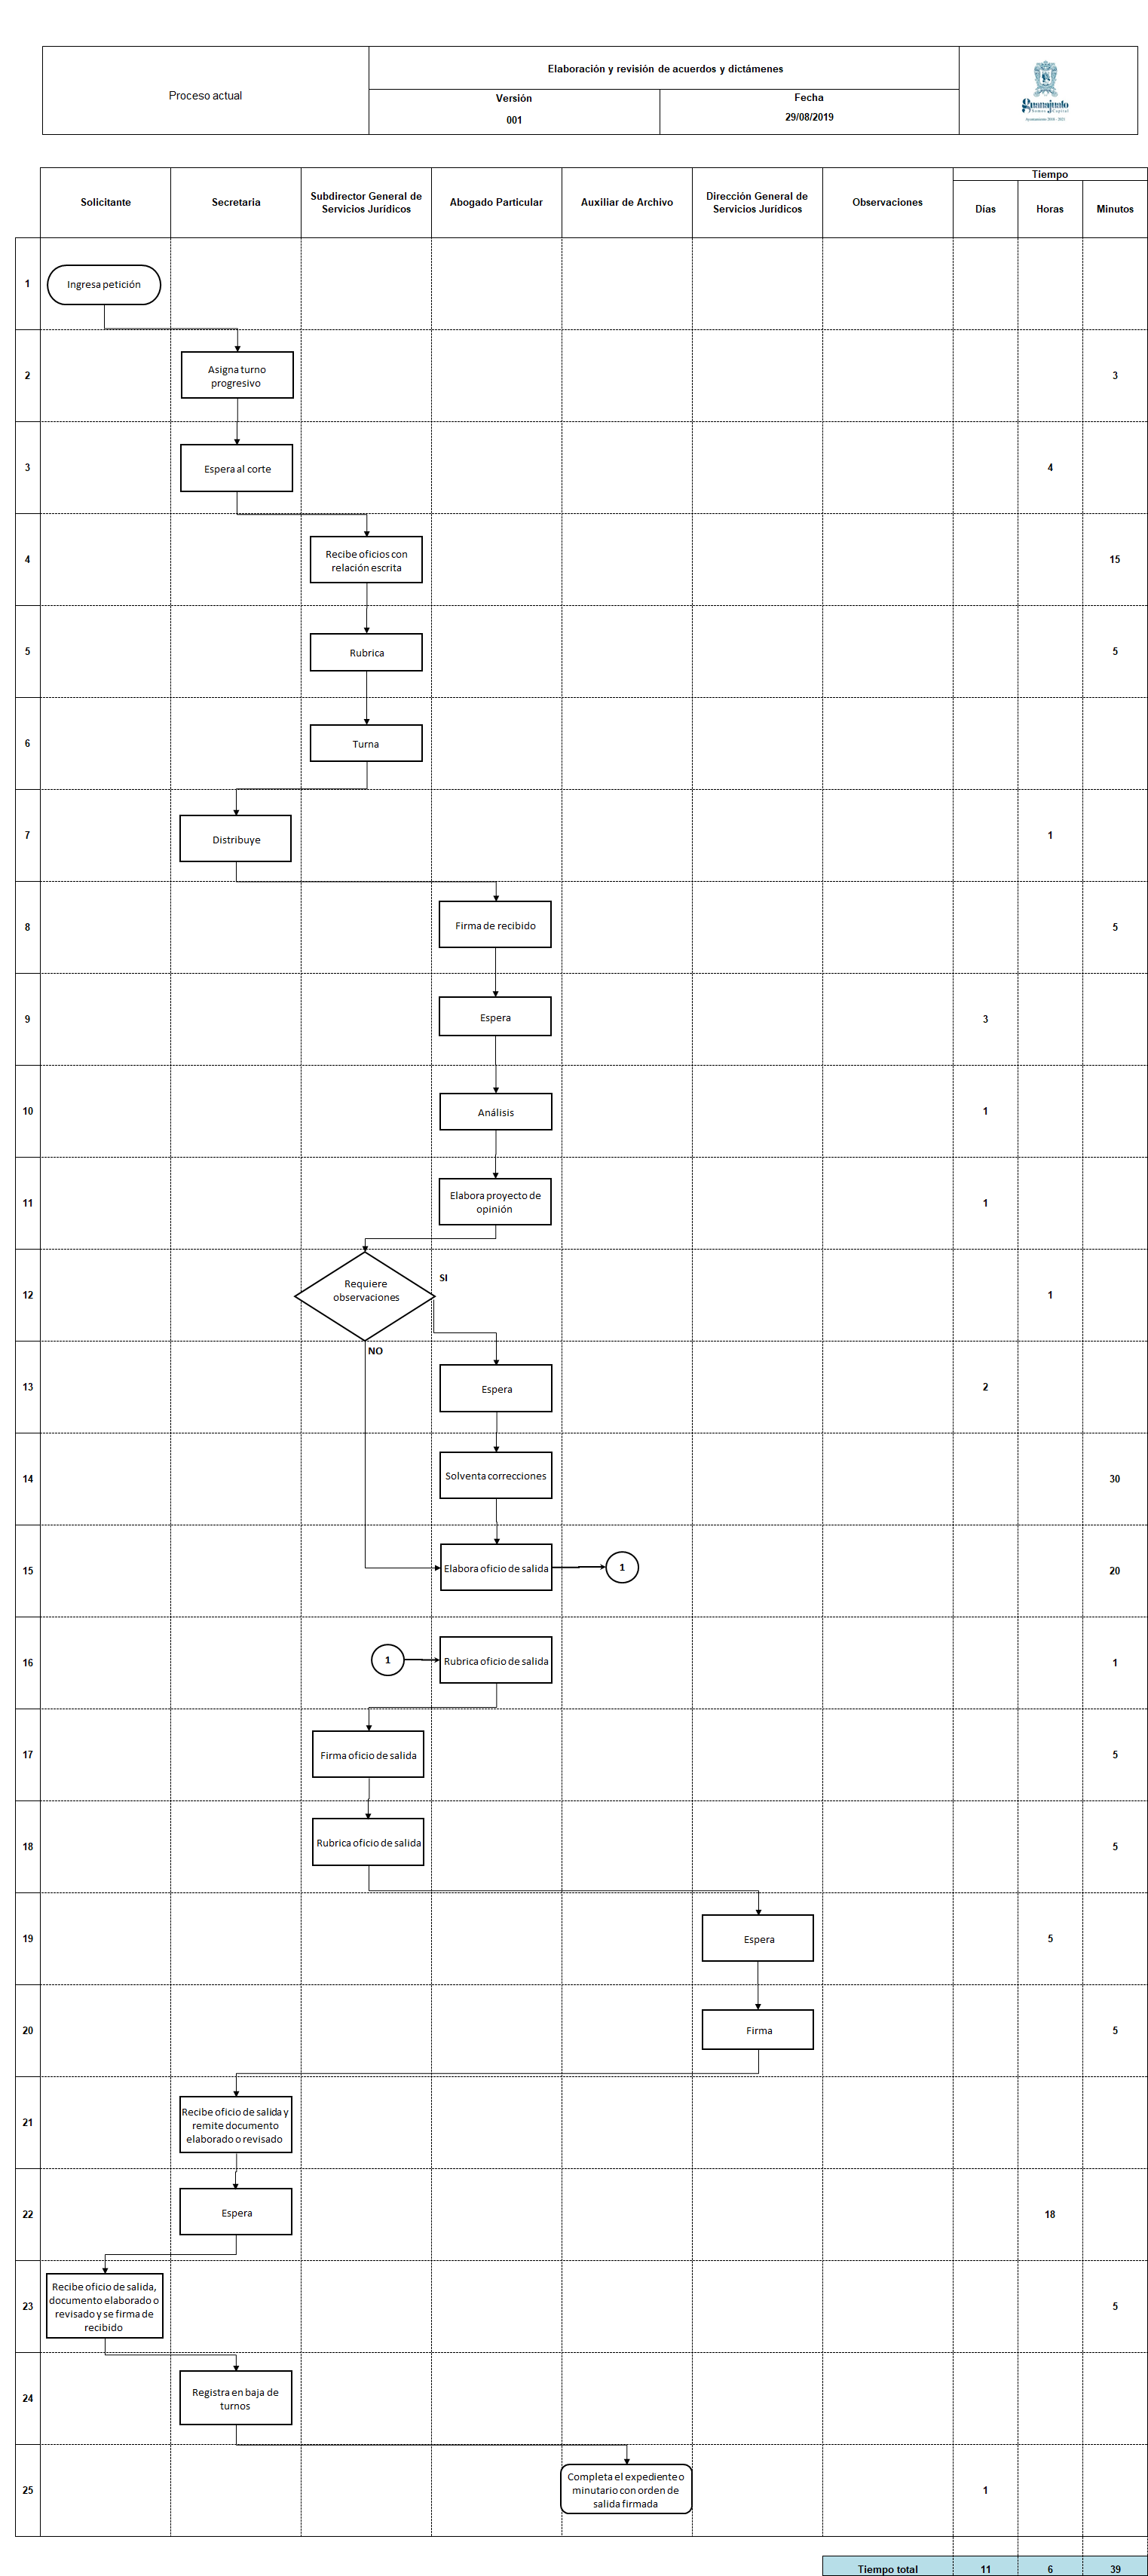 Proceso actual
Elaboración y revisión de acuerdos y dictámenes
Versión
001
Fecha
29/08/2019
guanajuato
Somos Capital
Ayuntamiento 2018 - 2021
Solicitante
Secretaria
Subdirector General de
Servicios Jurídicos
Abogado Particular
Auxiliar de Archivo
Dirección General de
Servicios Jurídicos
Observaciones
Tiempo
Días
Horas
Minutos
1
Ingresa petición
2
Asigna turno
progresivo
3
3
Espera al corte
4
4
Recibe oficios con
relación escrita
15
5
Rubrica
5
6
Turna
7
Distribuye
1
8
Firma de recibido
5
9
Espera
3
10
Análisis
1
11
Elabora proyecto de
opinión
1
12
Requiere
observaciones
SI
1
NO
13
Espera
2
14
Solventa correcciones
30
15
Elabora oficio de salida
1
20
16
1
Rubrica oficio de salida
1
17
Firma oficio de salida
5
18
Rubrica oficio de salida
5
19
Espera
5
20
Firma
5
21
Recibe oficio de salida y
remite documento
elaborado o revisado
22
Espera
18
23
Recibe oficio de salida,
documento elaborado o
revisado y se firma de
recibido
5
24
Registra en baja de
turnos
25
Completa el expediente o
minutario con orden de
salida firmada
1
Tiempo total
11
6
39